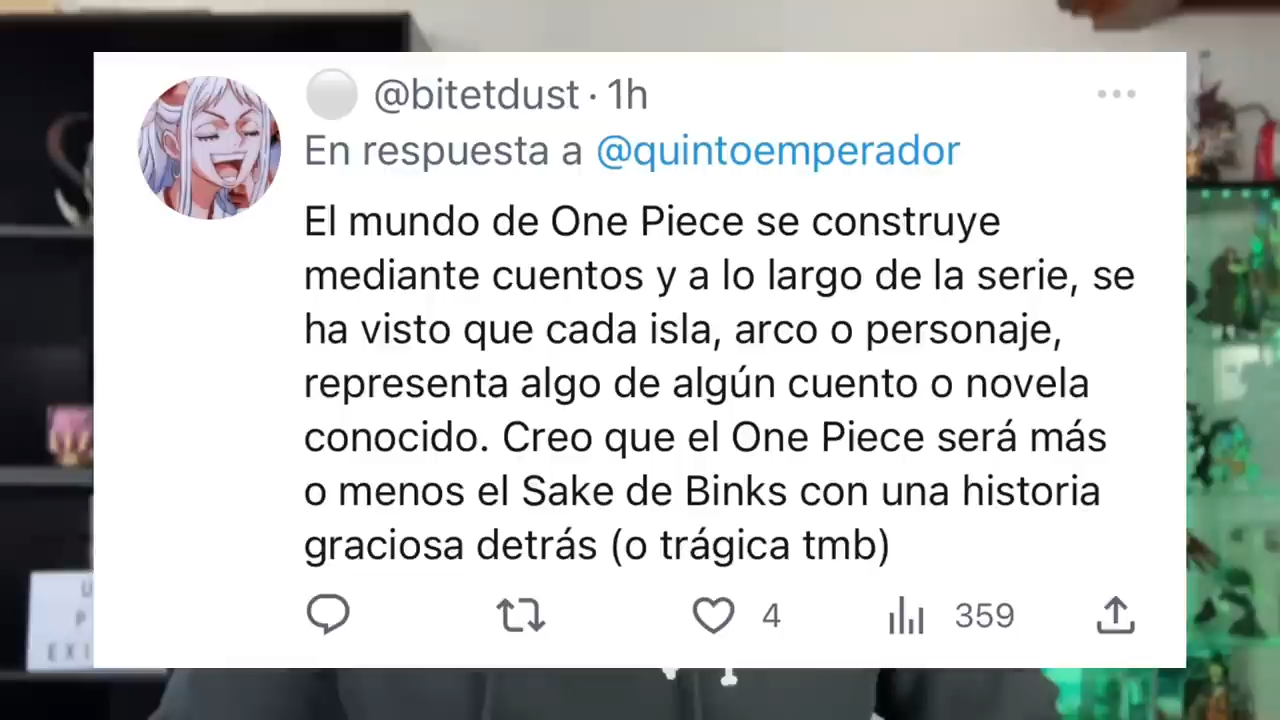 @bitetdust · 1h
En respuesta a @quintoemperador
El mundo de One Piece se construye
mediante cuentos y a lo largo de la serie, se
ha visto que cada isla, arco o personaje,
representa algo de algún cuento o novela
conocido. Creo que el One Piece será más
o menos el Sake de Binks con una historia
graciosa detrás (o trágica tmb)
4 359
U
P
EXI